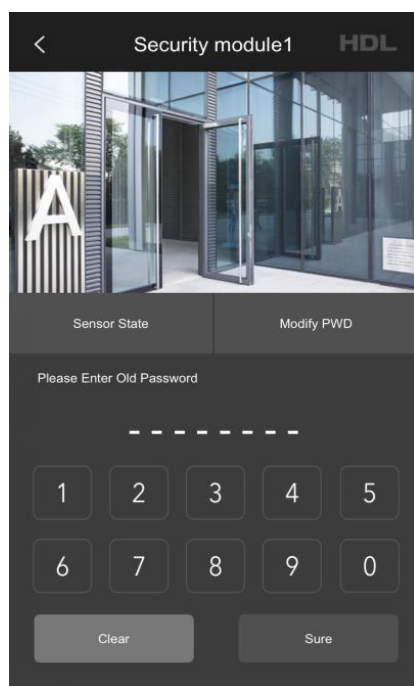 Security module1 HDL
A
Sensor State Modify PWD
Please Enter Old Password
1 2 3 4 5
6 7 8 9 0
Clear Sure